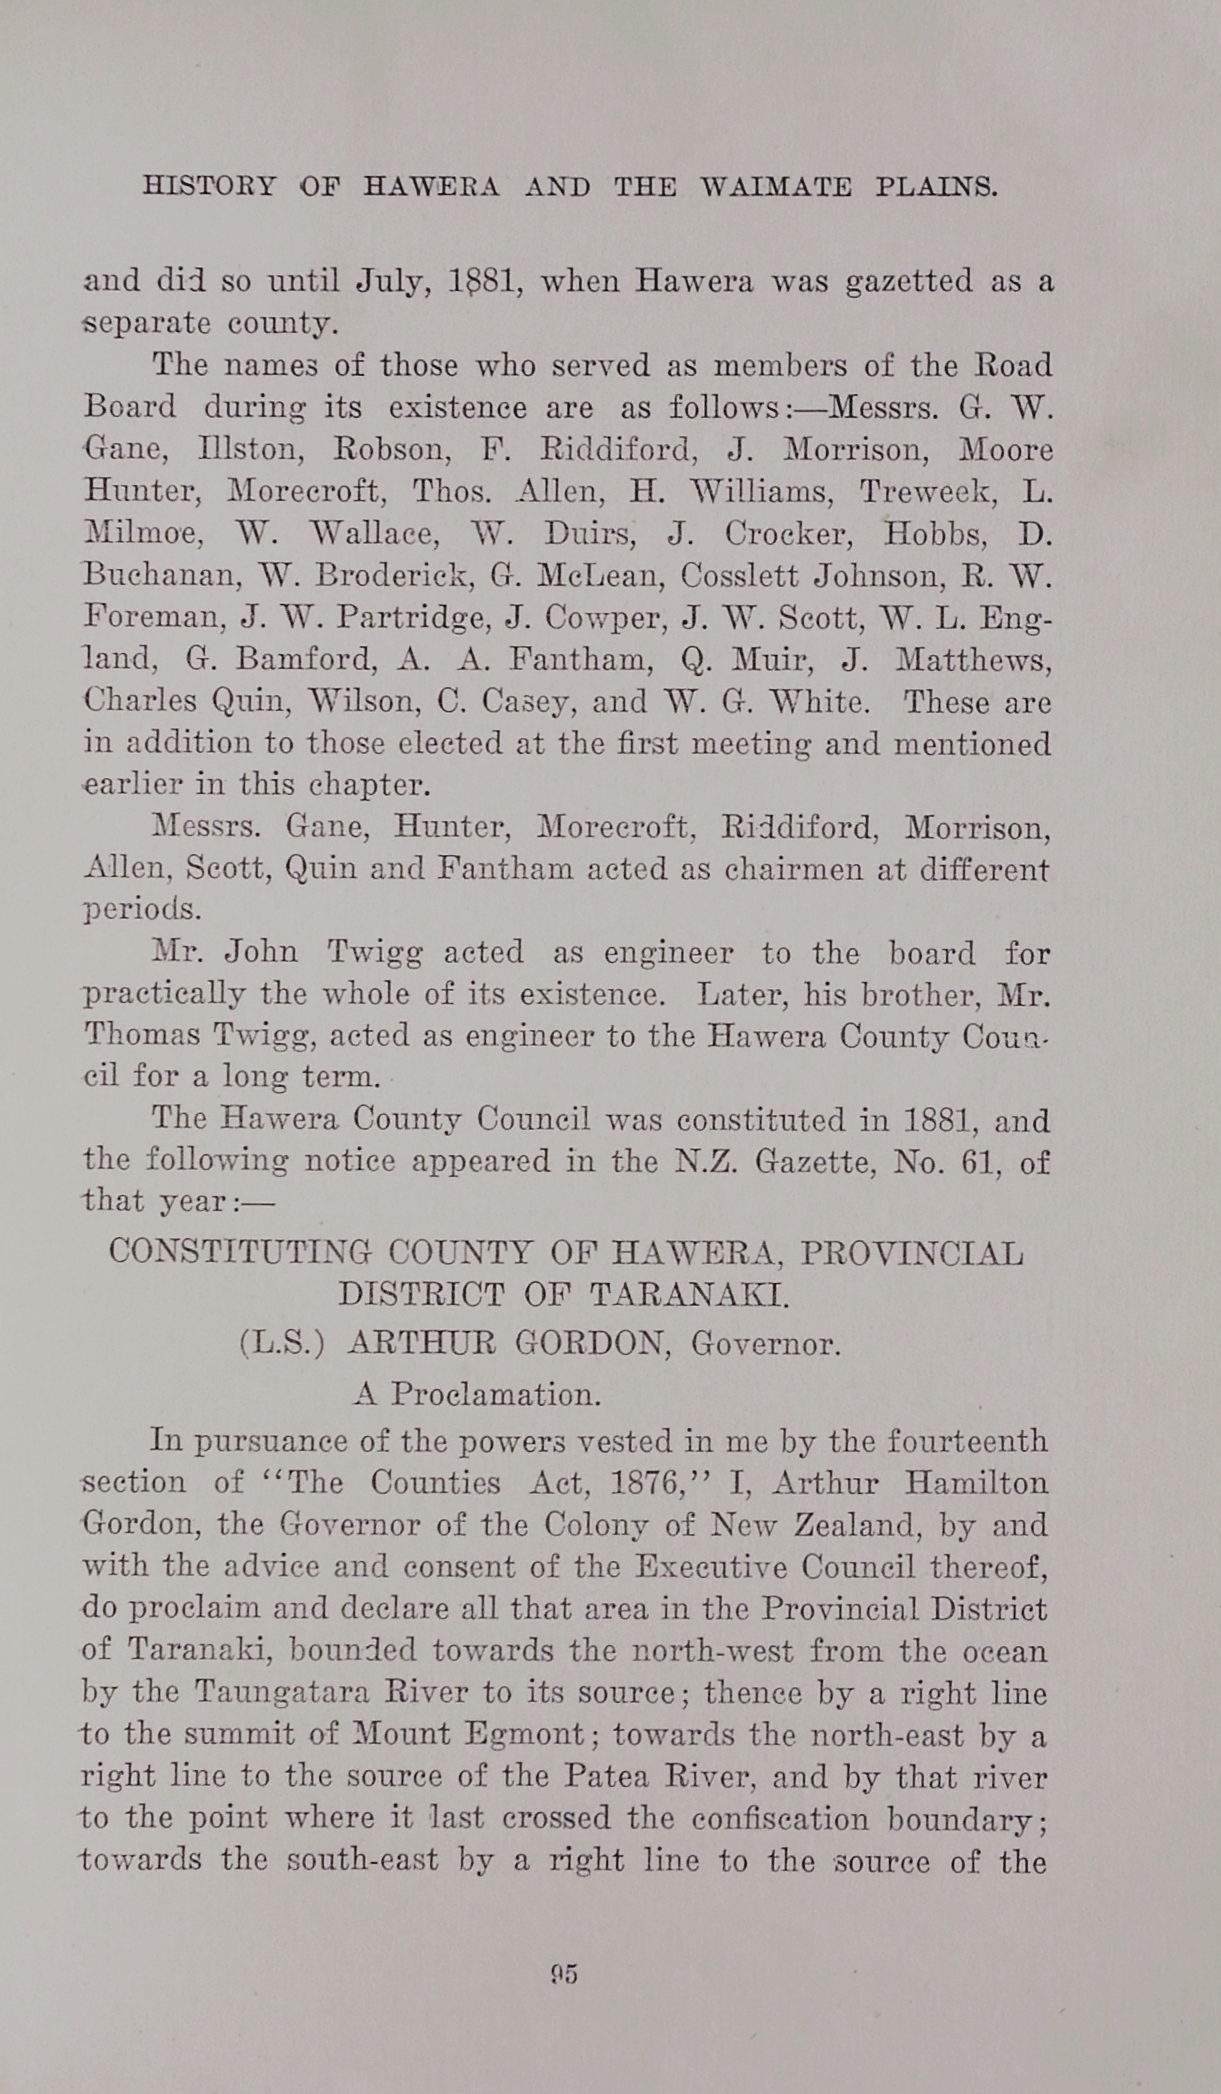 HISTORY OF HAWERA AND THE WAIMATE PLAINS.
and did so until July, 1881, when Hawera was gazetted as a
separate county.
The names of those who served as members of the Road
Board during its existence are as follows:—Messrs. G. W.
Gane, Illston, Robson, F. Riddiford, J. Morrison, Moore
Hunter, Morecroft, Thos. Allen, H. Williams, Treweek, L.
Milmoe, W. Wallace, W. Duirs, J. Crocker, Hobbs, D.
Buchanan, W. Broderick, G. McLean, Cosslett Johnson, R. W.
Foreman, J. W. Partridge, J. Cowper, J. W. Scott, W. L. Eng-
land, G. Bamford, A. A. Fantham, Q. Muir, J. Matthews,
Charles Quin, Wilson, C. Casey, and W. G. White. These are
in addition to those elected at the first meeting and mentioned
earlier in this chapter.
Messrs. Gane, Hunter, Morecroft, Riddiford, Morrison,
Allen, Scott, Quin and Fantham acted as chairmen at different
periods.
Mr. John Twigg acted as engineer to the board for
practically the whole of its existence. Later, his brother, Mr.
Thomas Twigg, acted as engineer to the Hawera County Coun-
cil for a long term.
The Hawera County Council was constituted in 1881, and
the following notice appeared in the N.Z. Gazette, No. 61, of
that year:—
CONSTITUTING COUNTY OF HAWERA, PROVINCIAL
DISTRICT OF TARANAKI.
(L.S.) ARTHUR GORDON, Governor.
A Proclamation.
In pursuance of the powers vested in me by the fourteenth
section of "The Counties Act, 1876," I, Arthur Hamilton
Gordon, the Governor of the Colony of New Zealand, by and
with the advice and consent of the Executive Council thereof,
do proclaim and declare all that area in the Provincial District
of Taranaki, bounded towards the north-west from the ocean
by the Taungatara River to its source; thence by a right line
to the summit of Mount Egmont; towards the north-east by a
right line to the source of the Patea River, and by that river
to the point where it last crossed the confiscation boundary;
towards the south-east by a right line to the source of the
95